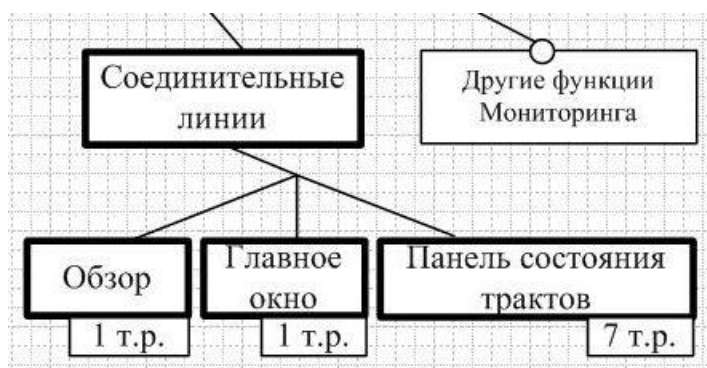 Соединительные
линии
Другие функции
Мониторинга
Обзор
1 т.р.
Главное
окно
1 т.р.
Панель состояния
трактов
7 т.р.